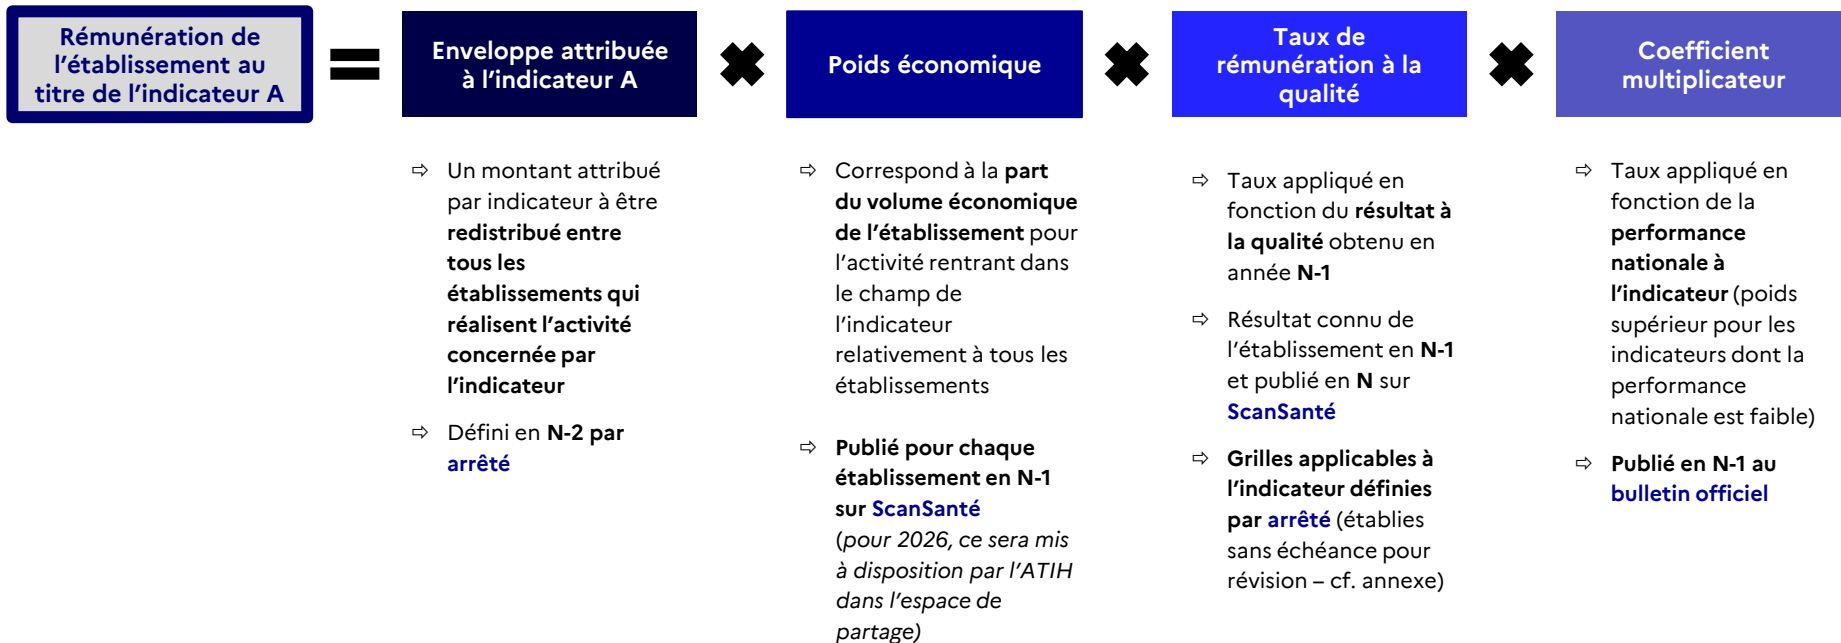 Rémunération de
l'établissement au
titre de l'indicateur A
Enveloppe attribuée
à l'indicateur A
Poids économique
Taux de
rémunération à la
qualité
Coefficient
multiplicateur
⇨ Un montant attribué
par indicateur à être
redistribué entre
tous les
établissements qui
réalisent l'activité
concernée par
l'indicateur
⇨ Défini en N-2 par
arrêté
⇨ Correspond à la part
du volume économique
de l'établissement pour
l'activité rentrant dans
le champ de
l'indicateur
relativement à tous les
établissements
⇨ Publié pour chaque
établissement en N-1
sur ScanSanté
(pour 2026, ce sera mis
à disposition par l'ATIH
dans l'espace de
partage)
⇨ Taux appliqué en
fonction du résultat à
la qualité obtenu en
année N-1
⇨ Résultat connu de
l'établissement en N-1
et publié en N sur
ScanSanté
⇨ Grilles applicables à
l'indicateur définies
par arrêté (établies
sans échéance pour
révision – cf. annexe)
⇨ Taux appliqué en
fonction de la
performance
nationale à
l'indicateur (poids
supérieur pour les
indicateurs dont la
performance
nationale est faible)
⇨ Publié en N-1 au
bulletin officiel